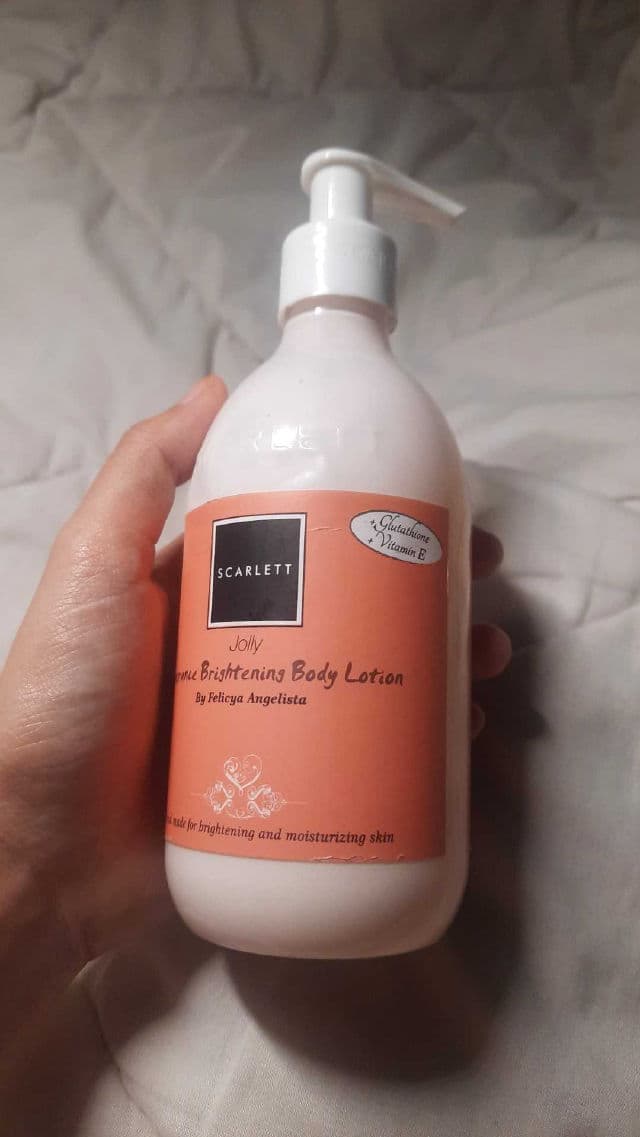 + Glutathione
+ Vitamin E
SCARLETT
Jolly
Brightening Body Lotion
By Felicya Angelista
made for brightening and moisturizing skin